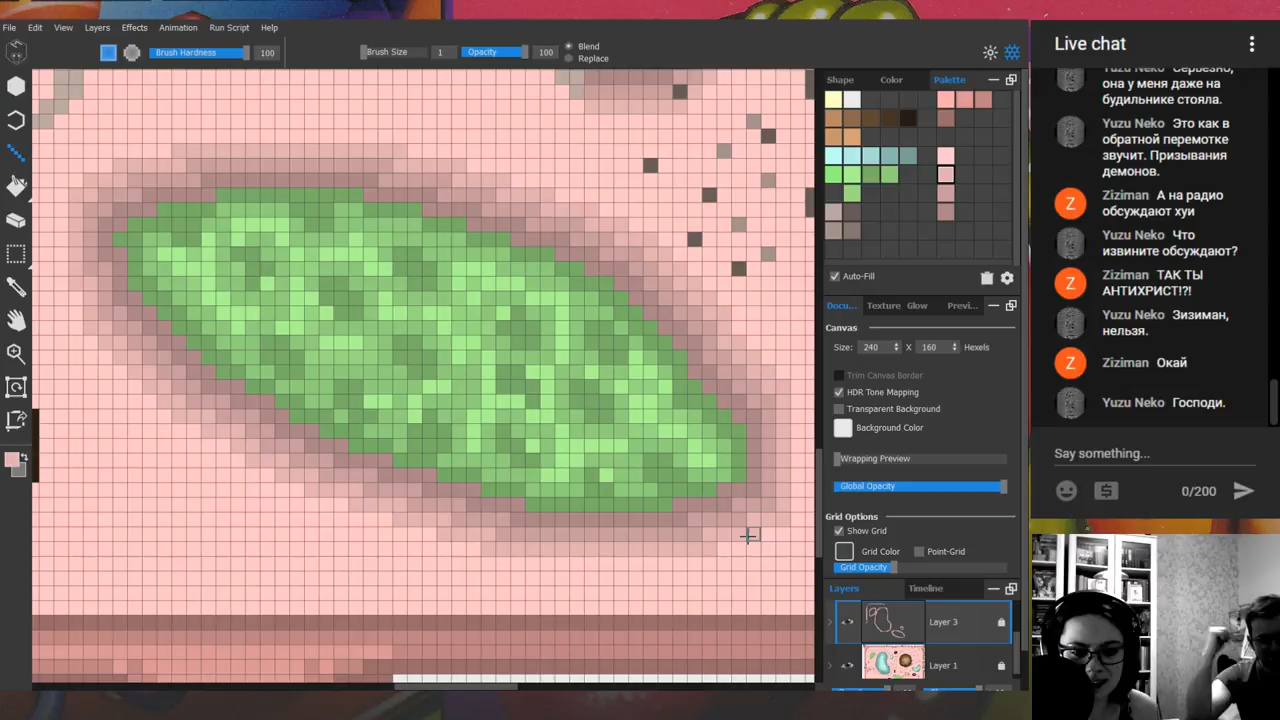 File Edit View Layers Effects Animation Run Script Help
Brush Hardness 100 Brush Size 1 Opacity 100 Blend
Replace
Shape Color Palette
Auto-Fill
Docu... Texture Glow Previ...
Canvas
Size: 240 X 160 Hexels
Trim Canvas Border
HDR Tone Mapping
Transparent Background
Background Color
Wrapping Preview
Global Opacity
Grid Options
Show Grid
Grid Color Point-Grid
Grid Opacity
Layers Timeline
Layer 3
Layer 1
Live chat
Yuzu Neko Серьезно,
она у меня даже на
будильнике стояла.
Yuzu Neko Это как в
обратной перемотке
звучит. Призывания
демонов.
Z Ziziman А на радио
обсуждают хуи
Yuzu Neko Что
извините обсуждают?
Z Ziziman ТАК ТЫ
АНТИХРИСТ!?!
Yuzu Neko Зизиман,
нельзя.
Z Ziziman Окай
Yuzu Neko Господи.
Say something...
0/200